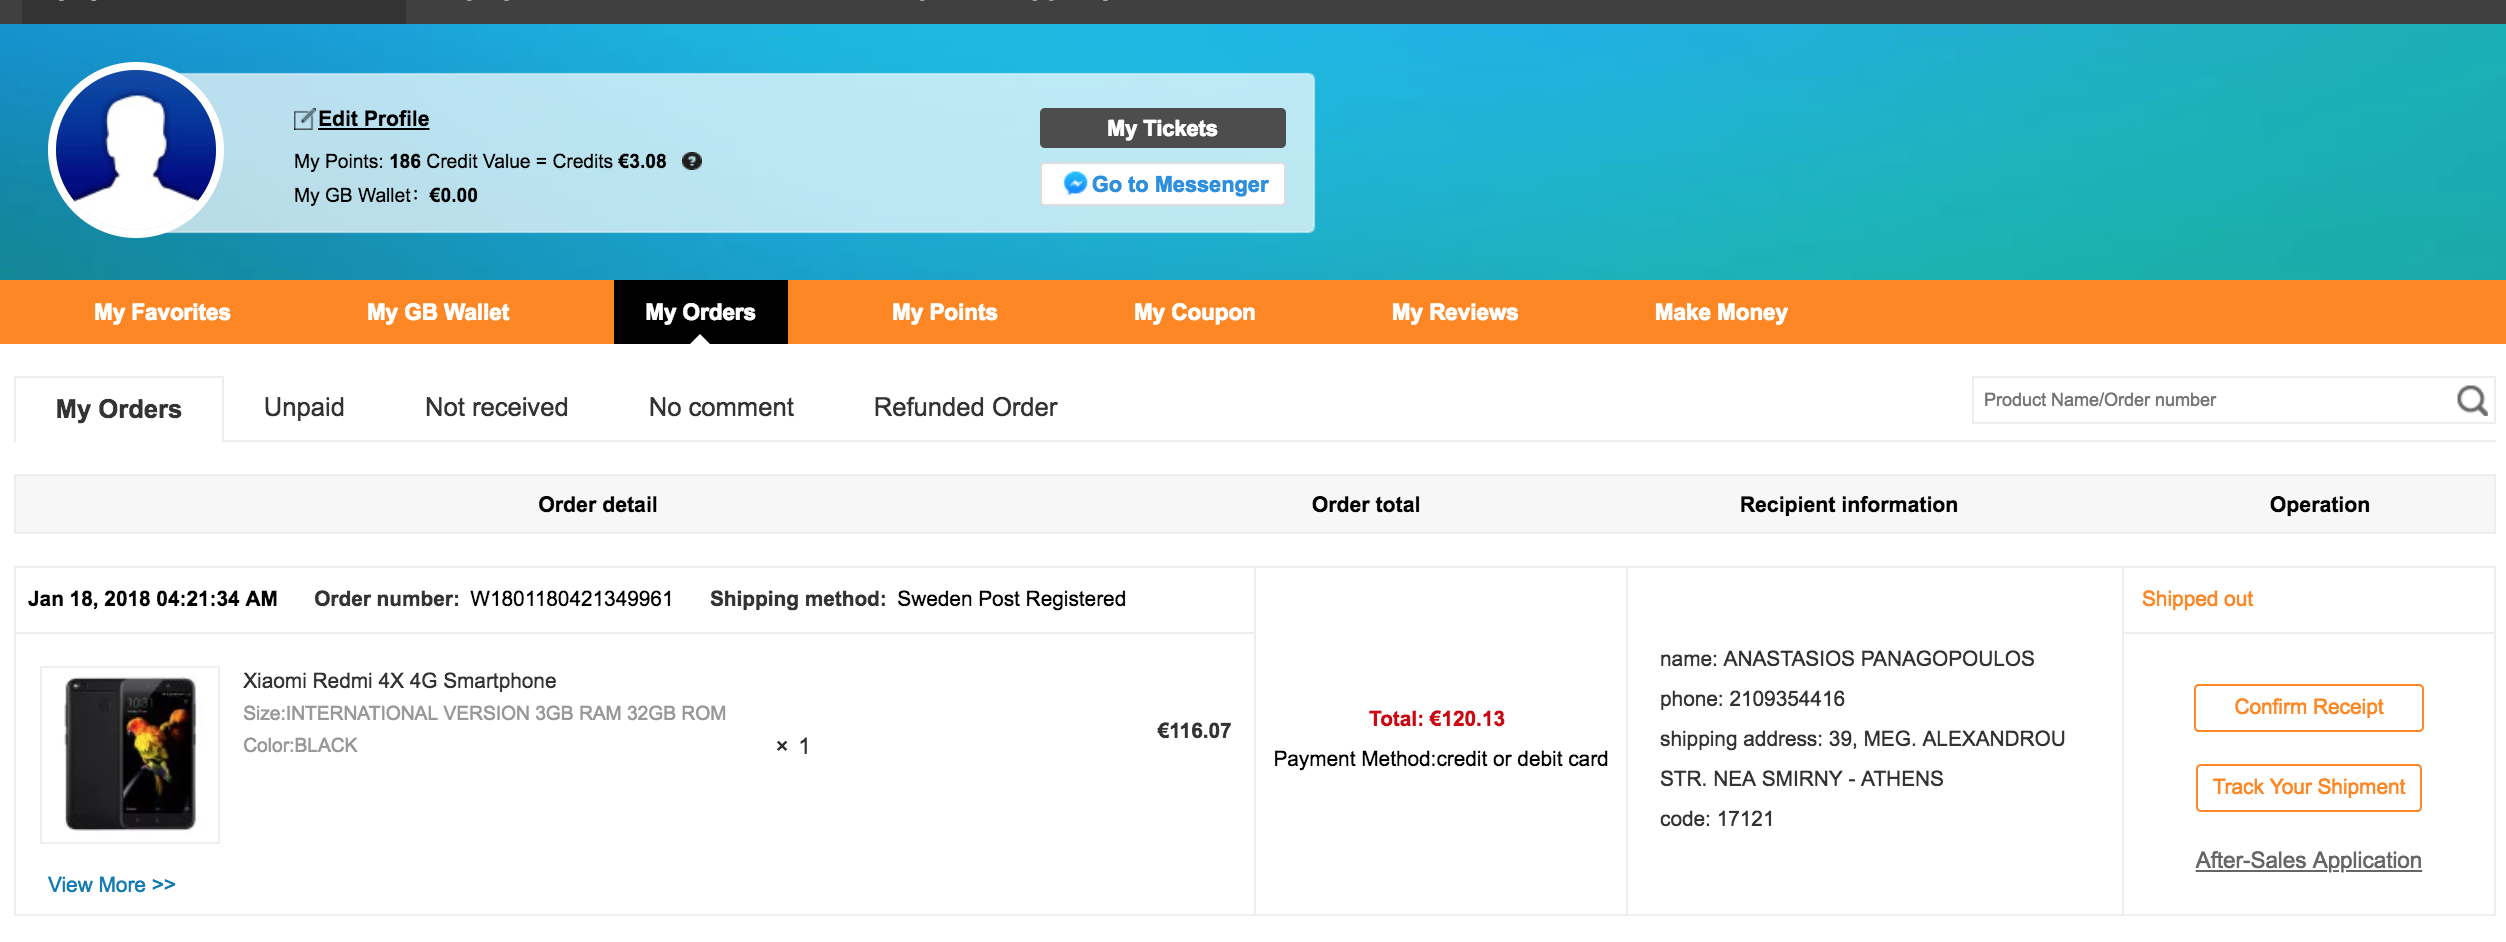 Edit Profile
My Points: 186 Credit Value = Credits €3.08 ?
My GB Wallet: €0.00
My Tickets
Go to Messenger
My Favorites My GB Wallet My Orders My Points My Coupon My Reviews Make Money
My Orders Unpaid Not received No comment Refunded Order Product Name/Order number
Order detail Order total Recipient information Operation
Jan 18, 2018 04:21:34 AM Order number: W1801180421349961 Shipping method: Sweden Post Registered
Xiaomi Redmi 4X 4G Smartphone
Size:INTERNATIONAL VERSION 3GB RAM 32GB ROM
Color:BLACK
× 1
€116.07
View More >>
Total: €120.13
Payment Method:credit or debit card
name: ANASTASIOS PANAGOPOULOS
phone: 2109354416
shipping address: 39, MEG. ALEXANDROU
STR. NEA SMIRNY - ATHENS
code: 17121
Shipped out
Confirm Receipt
Track Your Shipment
After-Sales Application